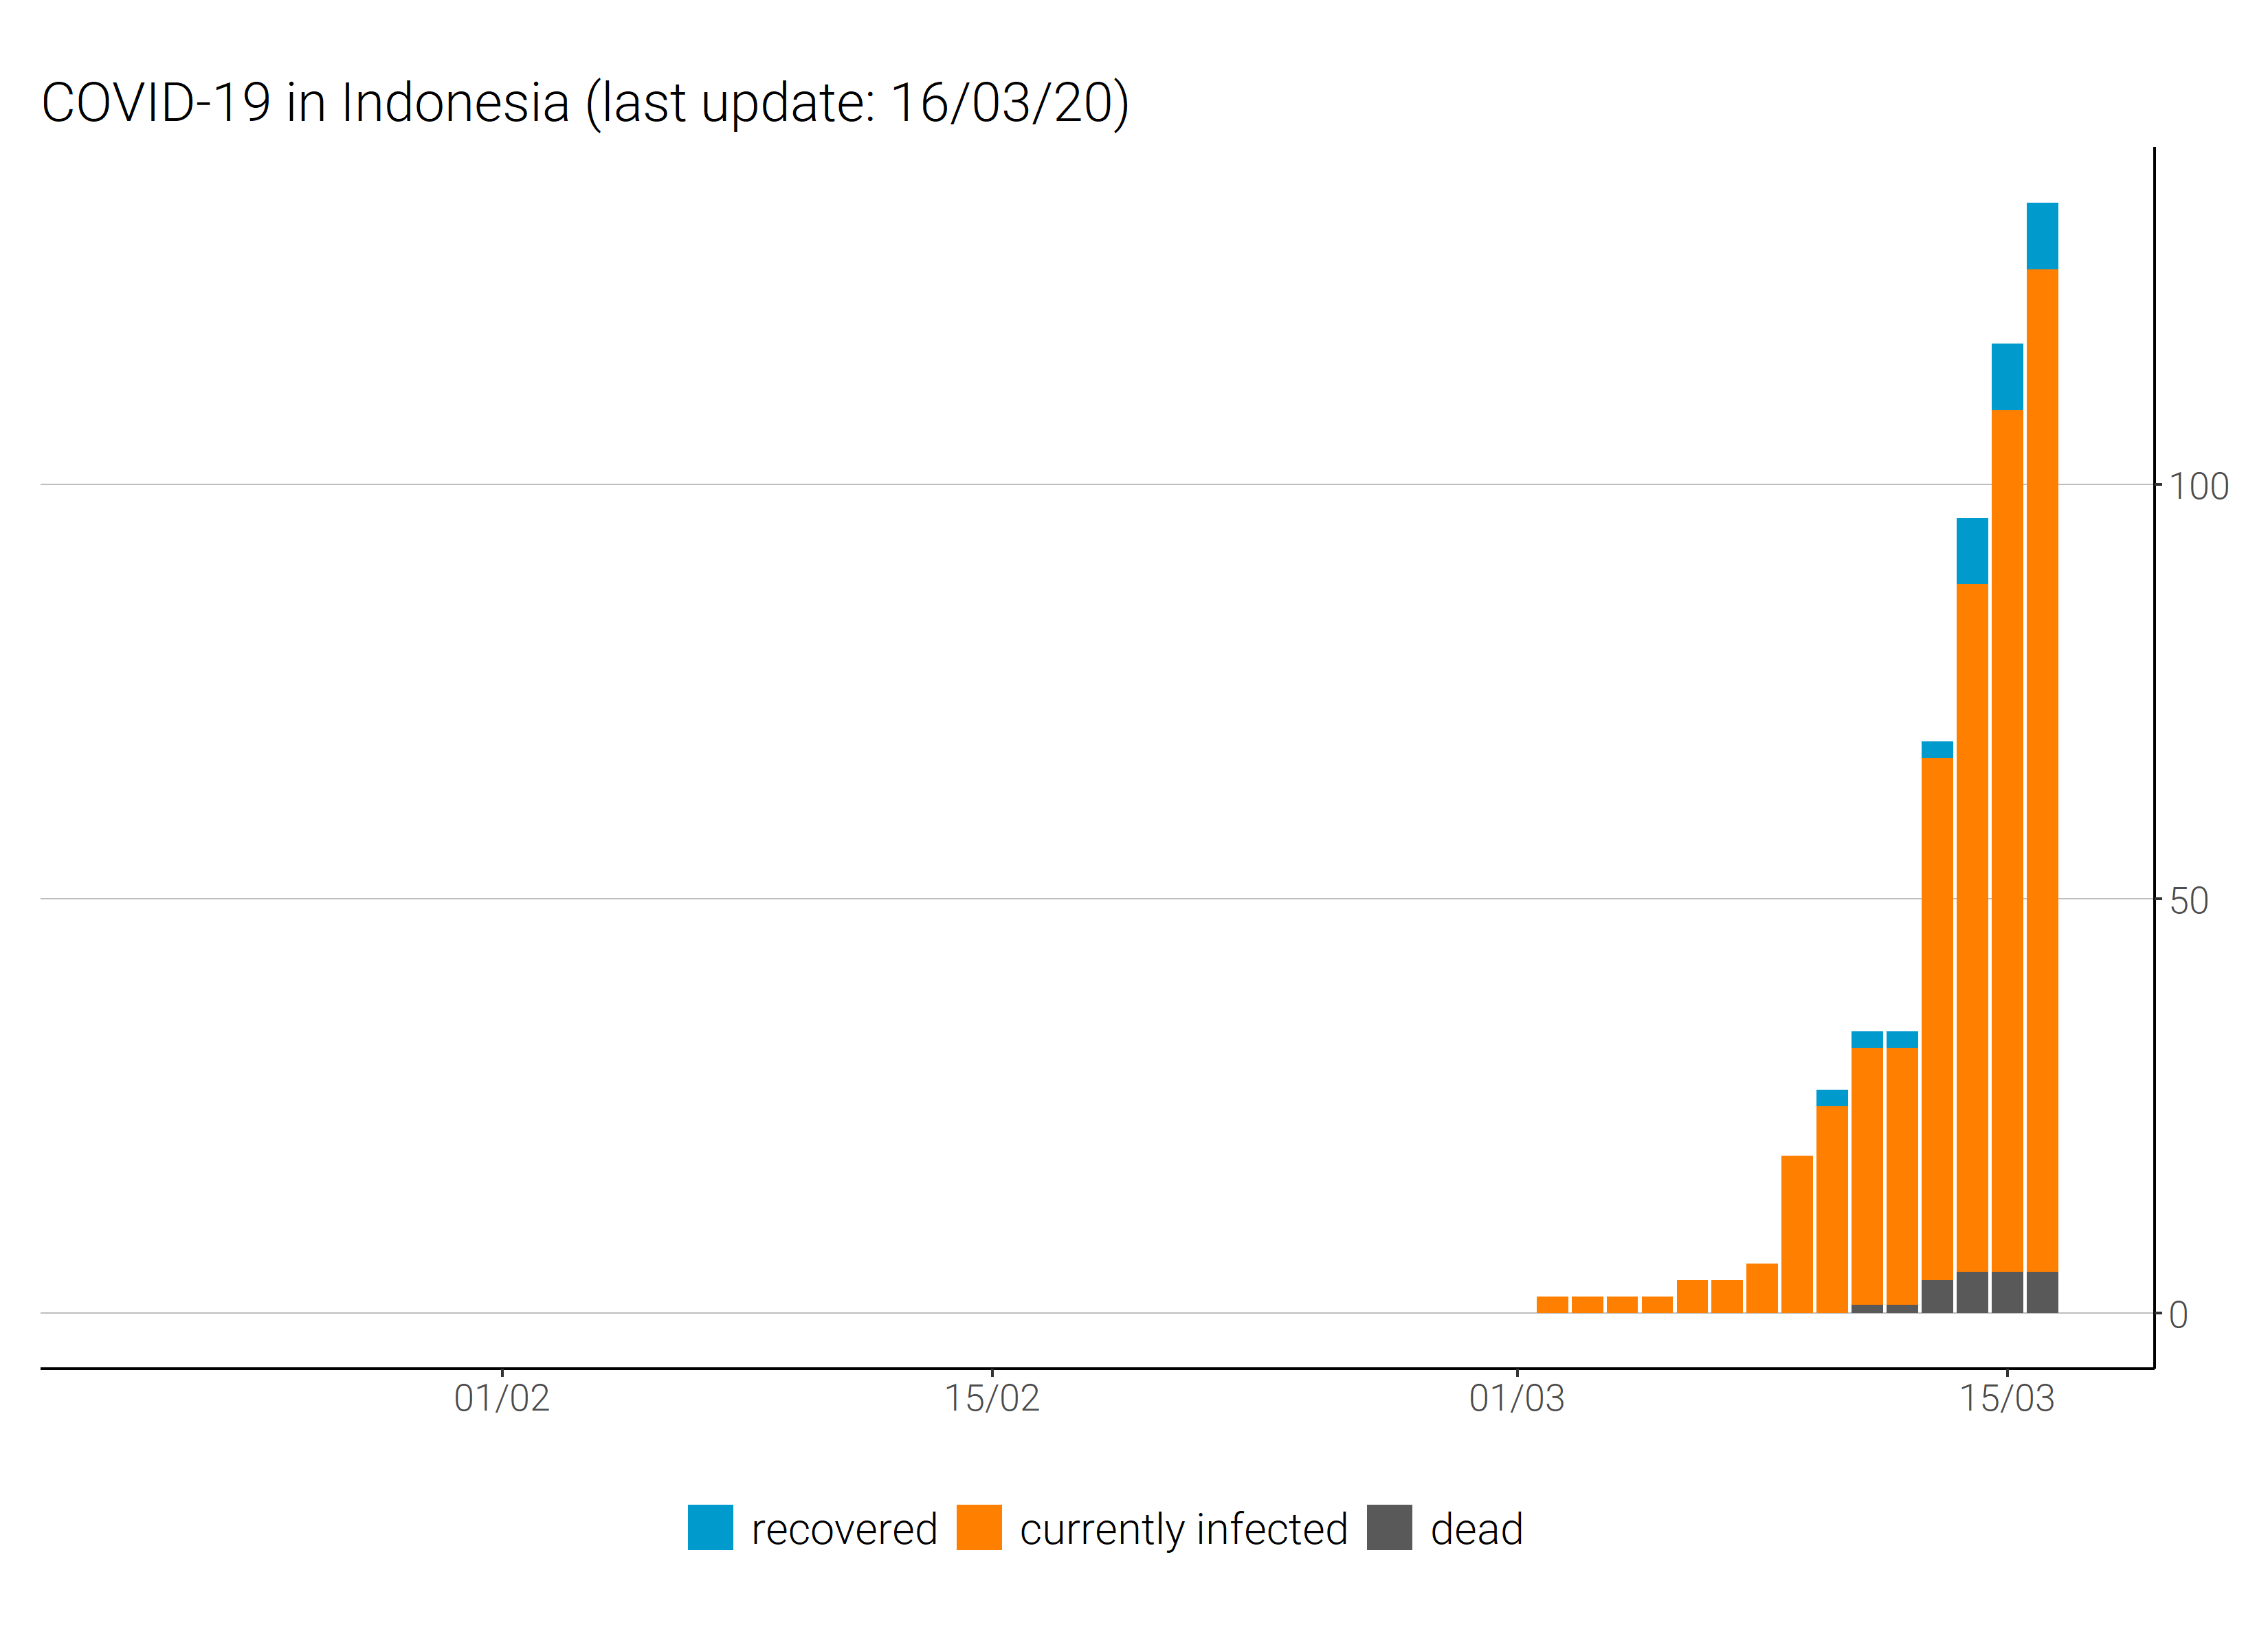 COVID-19 in Indonesia (last update: 16/03/20)
100
50
0
01/02 15/02 01/03 15/03
recovered currently infected dead